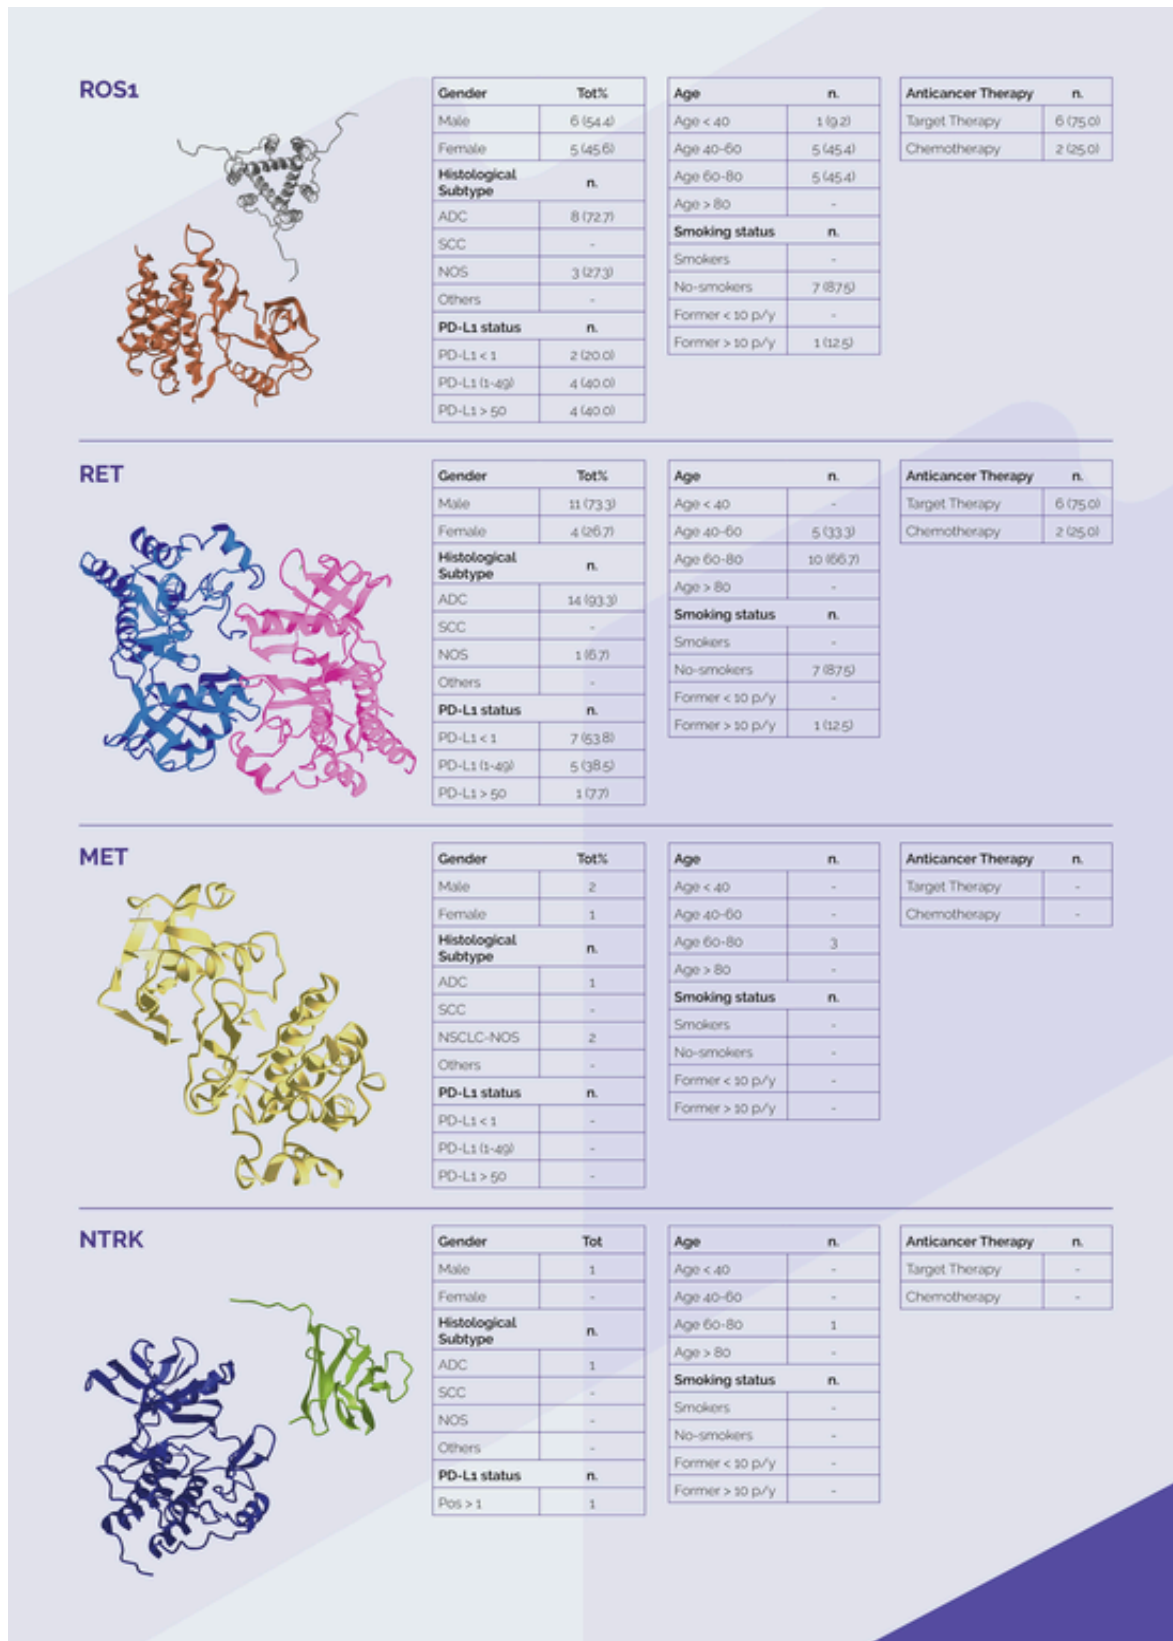 ROS1
Gender Tot%
Male 6 (54.4)
Female 5 (45.6)
Histological
Subtype n.
ADC 8 (72.7)
SCC -
NOS 3 (27.3)
Others -
PD-L1 status n.
PD-L1 < 1 2 (20.0)
PD-L1 (1-49) 4 (40.0)
PD-L1 > 50 4 (40.0)
Age n.
Age < 40 1 (9.2)
Age 40-60 5 (45.4)
Age 60-80 5 (45.4)
Age > 80 -
Smoking status n.
Smokers -
No-smokers 7 (87.5)
Former < 10 p/y -
Former > 10 p/y 1 (12.5)
Anticancer Therapy n.
Target Therapy 6 (75.0)
Chemotherapy 2 (25.0)
RET
Gender Tot%
Male 11 (73.3)
Female 4 (26.7)
Histological
Subtype n.
ADC 14 (93.3)
SCC -
NOS 1 (6.7)
Others -
PD-L1 status n.
PD-L1 < 1 7 (53.8)
PD-L1 (1-49) 5 (38.5)
PD-L1 > 50 1 (7.7)
Age n.
Age < 40 -
Age 40-60 5 (33.3)
Age 60-80 10 (66.7)
Age > 80 -
Smoking status n.
Smokers -
No-smokers 7 (87.5)
Former < 10 p/y -
Former > 10 p/y 1 (12.5)
Anticancer Therapy n.
Target Therapy 6 (75.0)
Chemotherapy 2 (25.0)
MET
Gender Tot%
Male 2
Female 1
Histological
Subtype n.
ADC 1
SCC -
NSCLC-NOS 2
Others -
PD-L1 status n.
PD-L1 < 1 -
PD-L1 (1-49) -
PD-L1 > 50 -
Age n.
Age < 40 -
Age 40-60 -
Age 60-80 3
Age > 80 -
Smoking status n.
Smokers -
No-smokers -
Former < 10 p/y -
Former > 10 p/y -
Anticancer Therapy n.
Target Therapy -
Chemotherapy -
NTRK
Gender Tot
Male 1
Female -
Histological
Subtype n.
ADC 1
SCC -
NOS -
Others -
PD-L1 status n.
Pos > 1 1
Age n.
Age < 40 -
Age 40-60 -
Age 60-80 1
Age > 80 -
Smoking status n.
Smokers -
No-smokers -
Former < 10 p/y -
Former > 10 p/y -
Anticancer Therapy n.
Target Therapy -
Chemotherapy -